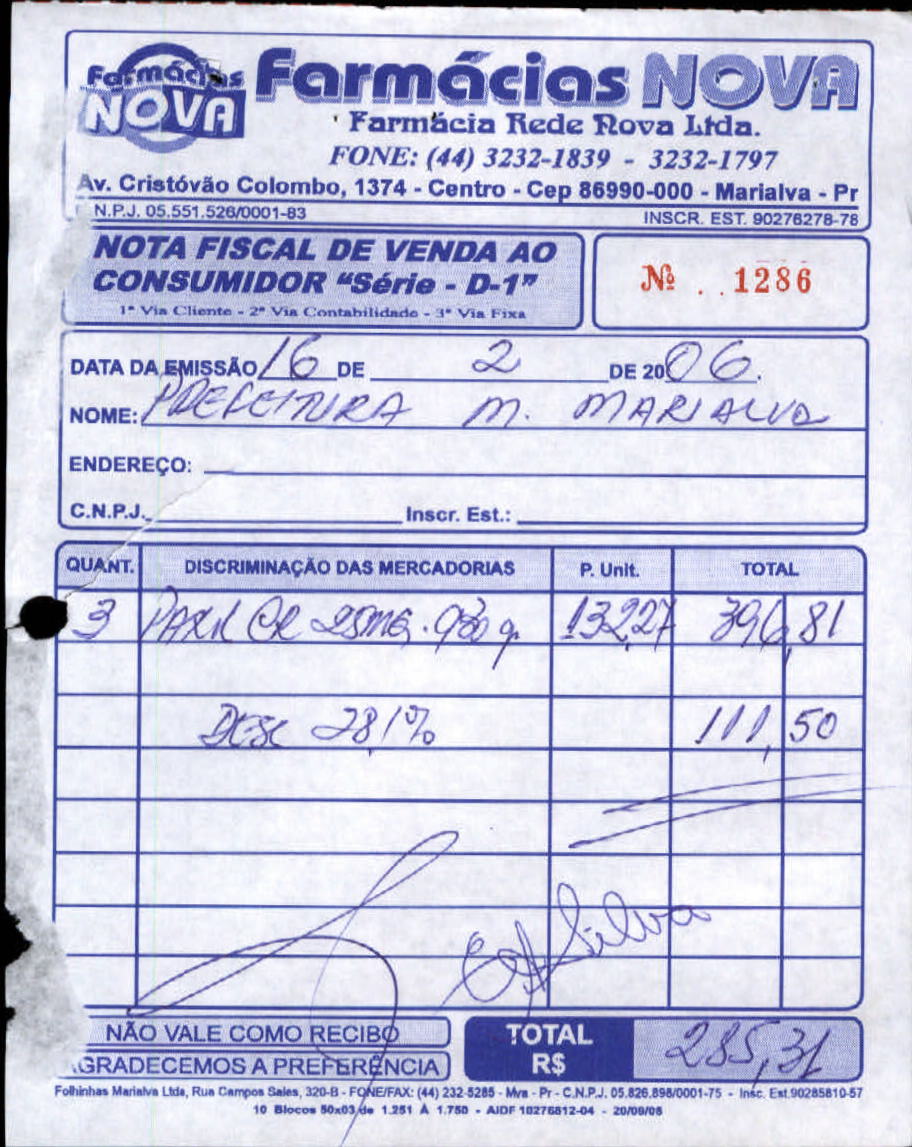 Farmácias NOVA
Farmácias NOVA
Farmácia Rede Nova Ltda.
FONE: (44) 3232-1839 - 3232-1797
Av. Cristóvão Colombo, 1374 - Centro - Cep 86990-000 - Marialva - Pr
N.P.J. 05.551.526/0001-83 INSCR. EST. 90276278-78
NOTA FISCAL DE VENDA AO
CONSUMIDOR "Série - D-1"
1ª Via Cliente - 2ª Via Contabilidade - 3ª Via Fixa
Nº 1286
DATA DA EMISSÃO 16 DE 2 DE 2006.
NOME: PREFEITURA M. MARIALVA
ENDEREÇO:
C.N.P.J. Inscr. Est.:
QUANT. DISCRIMINAÇÃO DAS MERCADORIAS P. Unit. TOTAL
3 CR 25MG. 132,27 396,81
DESC 28,1% 111,50
Silva
NÃO VALE COMO RECIBO
GRADECEMOS A PREFERÊNCIA
TOTAL
R$ 285,31
Folhinhas Marialva Ltda, Rua Campos Sales, 320-B - FONE/FAX: (44) 232-5285 - Mva - Pr - C.N.P.J. 05.826.898/0001-75 - Insc. Est.90285810-57
10 Blocos 50x03 de 1.251 À 1.750 - AIDF 10276812-04 - 20/09/05